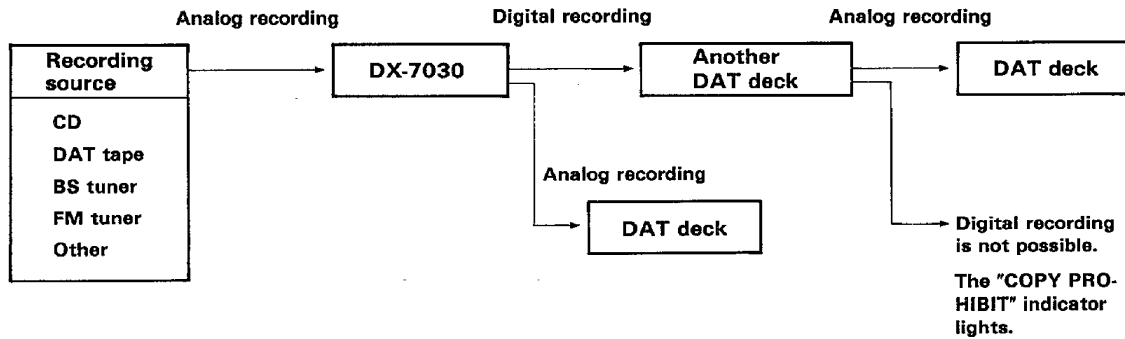 Analog recording
Digital recording
Analog recording
Recording
source
CD
DAT tape
BS tuner
FM tuner
Other
DX-7030
Another
DAT deck
DAT deck
Analog recording
DAT deck
Digital recording
is not possible.
The "COPY PRO-
HIBIT" indicator
lights.